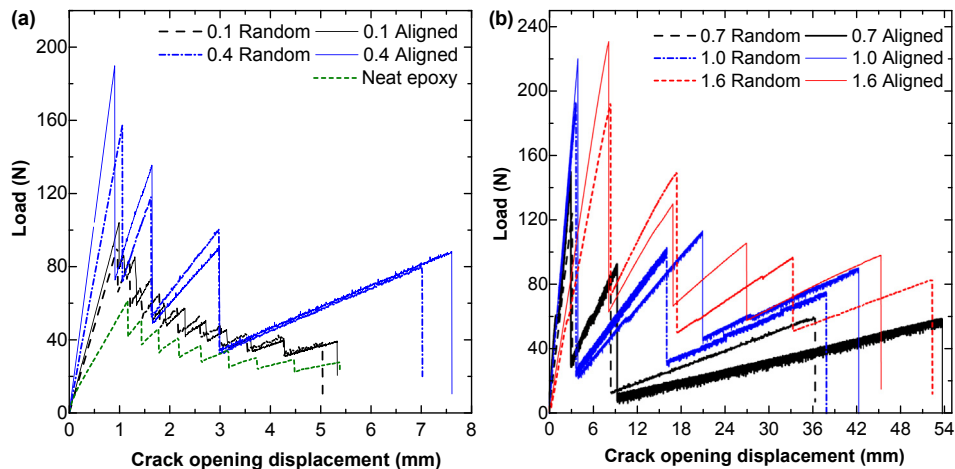 (a)
0.1 Random
0.1 Aligned
0.4 Random
0.4 Aligned
Neat epoxy
Load (N)
200
160
120
80
40
0
0 1 2 3 4 5 6 7 8
Crack opening displacement (mm)
(b)
0.7 Random
0.7 Aligned
1.0 Random
1.0 Aligned
1.6 Random
1.6 Aligned
Load (N)
240
200
160
120
80
40
0
0 6 12 18 24 30 36 42 48 54
Crack opening displacement (mm)